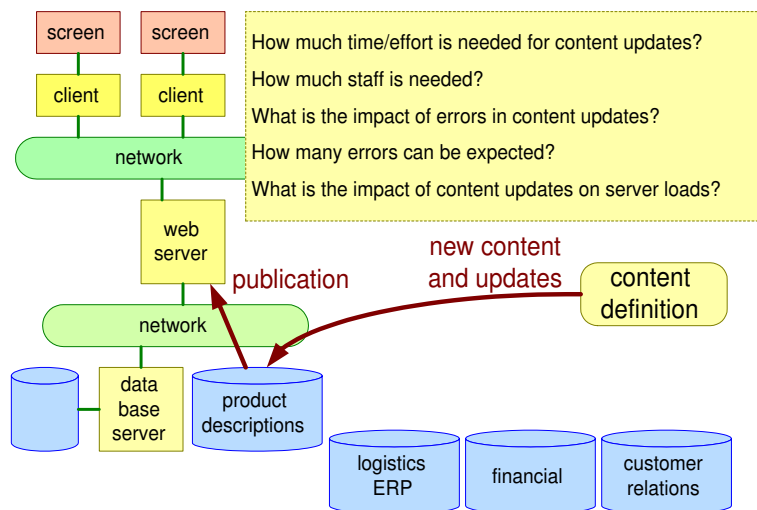 screen
screen
How much time/effort is needed for content updates?
client
client
How much staff is needed?
What is the impact of errors in content updates?
network
How many errors can be expected?
What is the impact of content updates on server loads?
web
server
publication
new content
and updates
content
definition
network
data
base
server
product
descriptions
logistics
ERP
financial
customer
relations